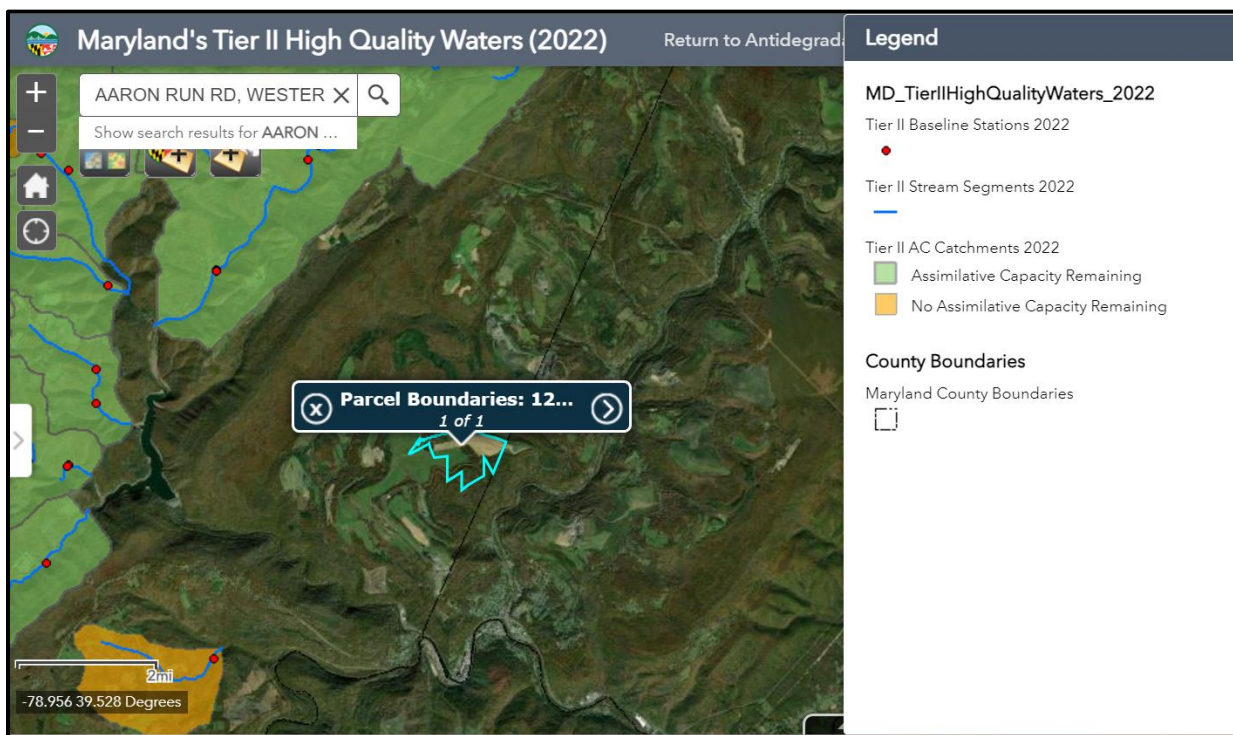 Maryland's Tier II High Quality Waters (2022)
Return to Antidegrada
AARON RUN RD, WESTER
Show search results for AARON ...
Parcel Boundaries: 12...
1 of 1
2mi
-78.956 39.528 Degrees
Legend
MD_TierIIHighQualityWaters_2022
Tier II Baseline Stations 2022
Tier II Stream Segments 2022
Tier II AC Catchments 2022
Assimilative Capacity Remaining
No Assimilative Capacity Remaining
County Boundaries
Maryland County Boundaries